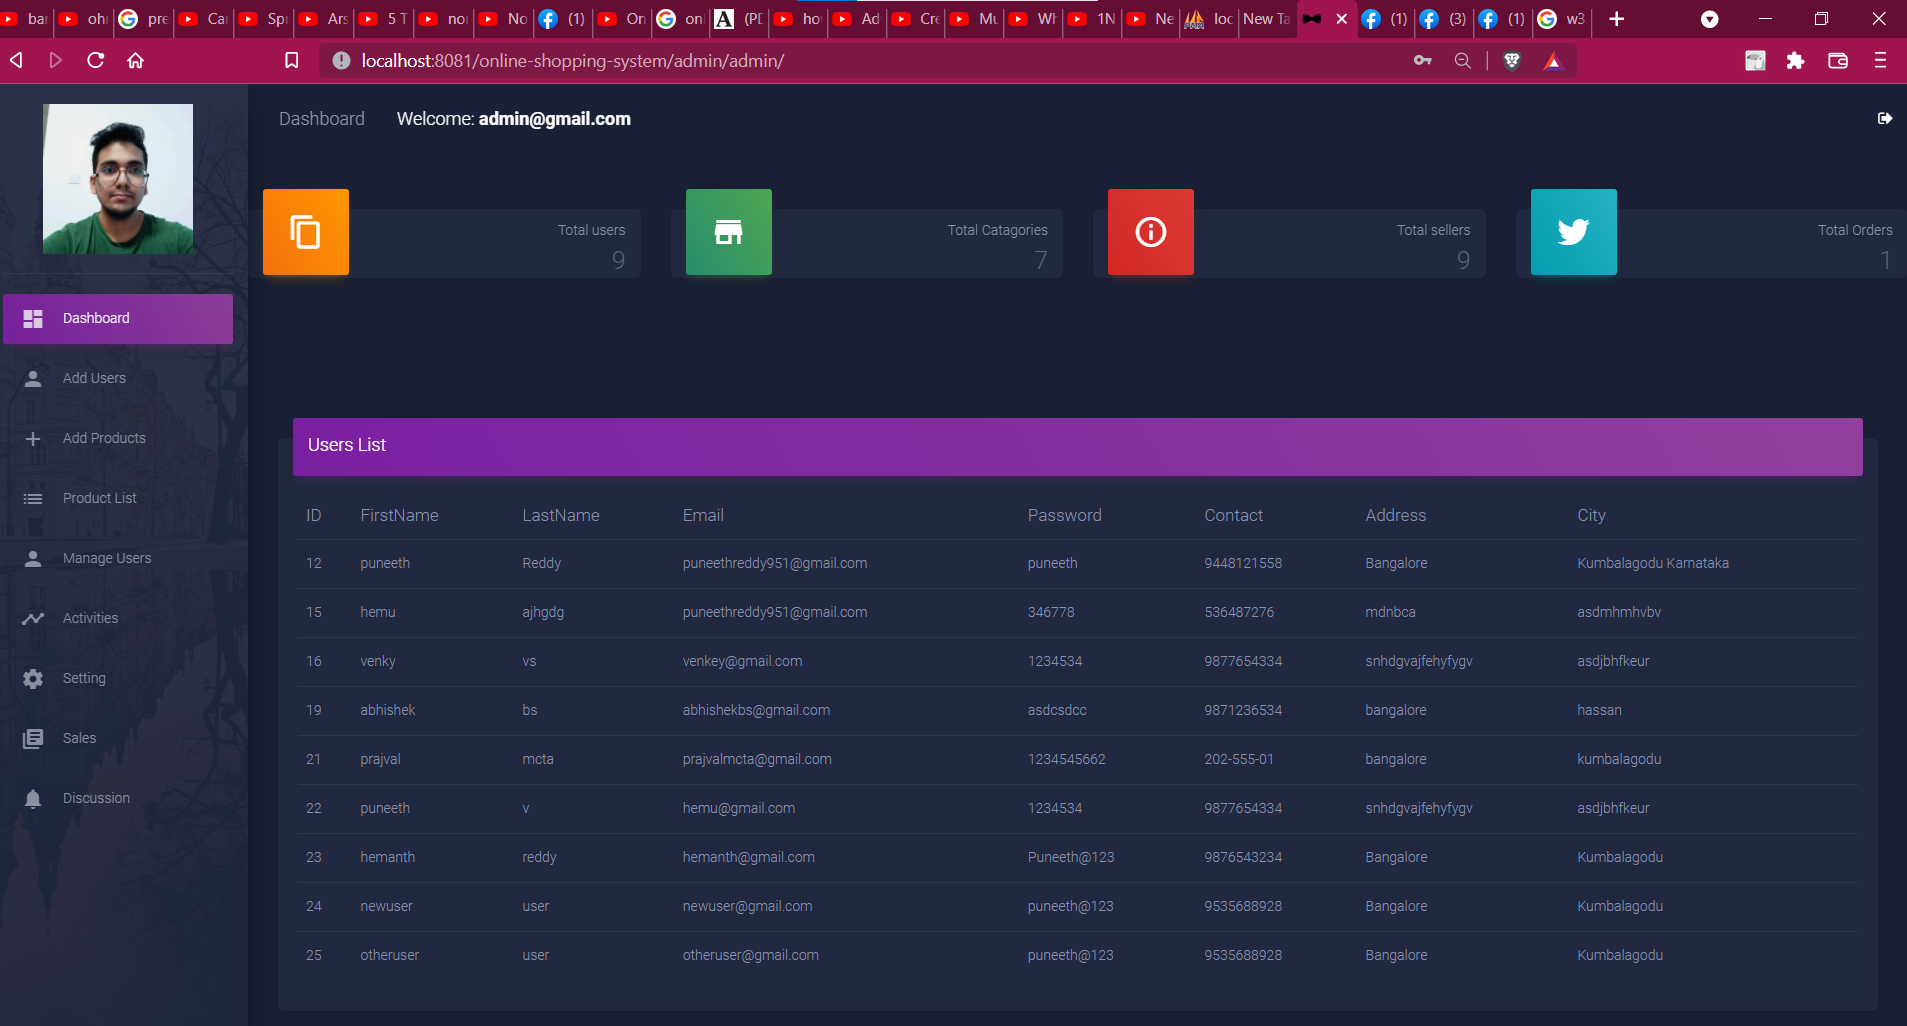 bar
ohr
pre
Car
Spr
Ars
5 T
nor
No
(1)
On
onl
(PD
hov
Ad
Cre
Mu
Wh
1N
Ne
loc
New Ta
(1)
(3)
(1)
w3
localhost:8081/online-shopping-system/admin/admin/
Dashboard Welcome: admin@gmail.com
Total users
9
Total Catagories
7
Total sellers
9
Total Orders
1
Dashboard
Add Users
Add Products
Product List
Manage Users
Activities
Setting
Sales
Discussion
Users List
ID FirstName LastName Email Password Contact Address City
12 puneeth Reddy puneethreddy951@gmail.com puneeth 9448121558 Bangalore Kumbalagodu Karnataka
15 hemu ajhgdg puneethreddy951@gmail.com 346778 536487276 mdnbca asdmhmhvbv
16 venky vs venkey@gmail.com 1234534 9877654334 snhdgvajfehyfygv asdjbhfkeur
19 abhishek bs abhishekbs@gmail.com asdcsdcc 9871236534 bangalore hassan
21 prajval mcta prajvalmcta@gmail.com 1234545662 202-555-01 bangalore kumbalagodu
22 puneeth v hemu@gmail.com 1234534 9877654334 snhdgvajfehyfygv asdjbhfkeur
23 hemanth reddy hemanth@gmail.com Puneeth@123 9876543234 Bangalore Kumbalagodu
24 newuser user newuser@gmail.com puneeth@123 9535688928 Bangalore Kumbalagodu
25 otheruser user otheruser@gmail.com puneeth@123 9535688928 Bangalore Kumbalagodu